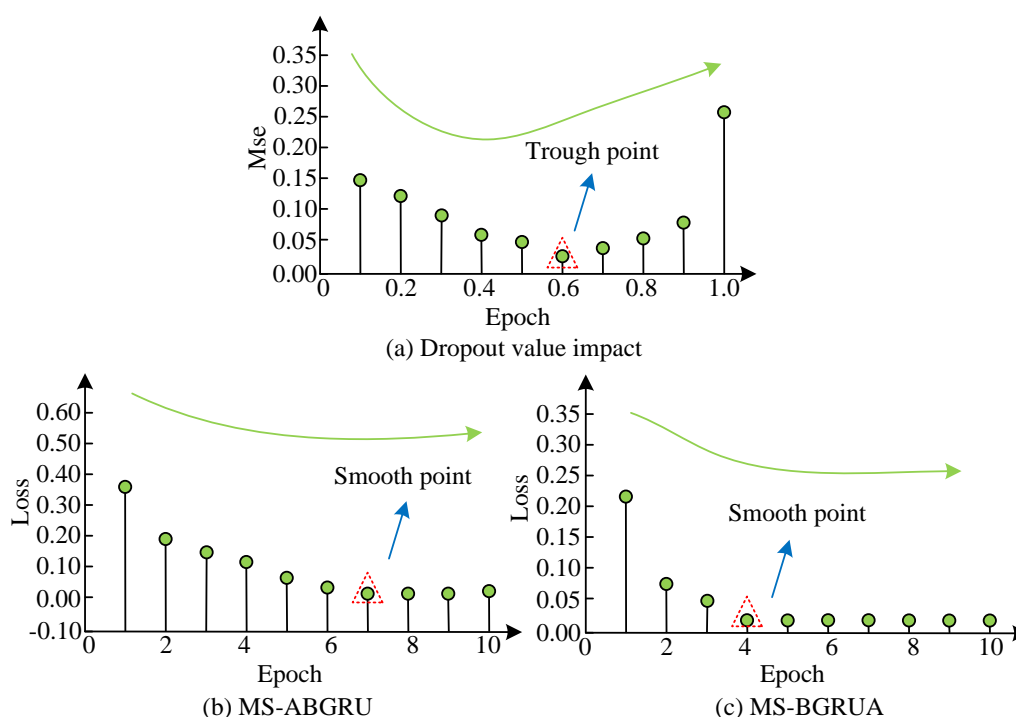 0.35
0.30
0.25
0.20
0.15
0.10
0.05
0.00
Mse
Trough point
0 0.2 0.4 0.6 0.8 1.0
Epoch
(a) Dropout value impact
0.60
0.50
0.40
0.30
0.20
0.10
0.00
-0.10
Loss
Smooth point
0 2 4 6 8 10
Epoch
(b) MS-ABGRU
0.35
0.30
0.25
0.20
0.15
0.10
0.05
0.00
Loss
Smooth point
0 2 4 6 8 10
Epoch
(c) MS-BGRUA